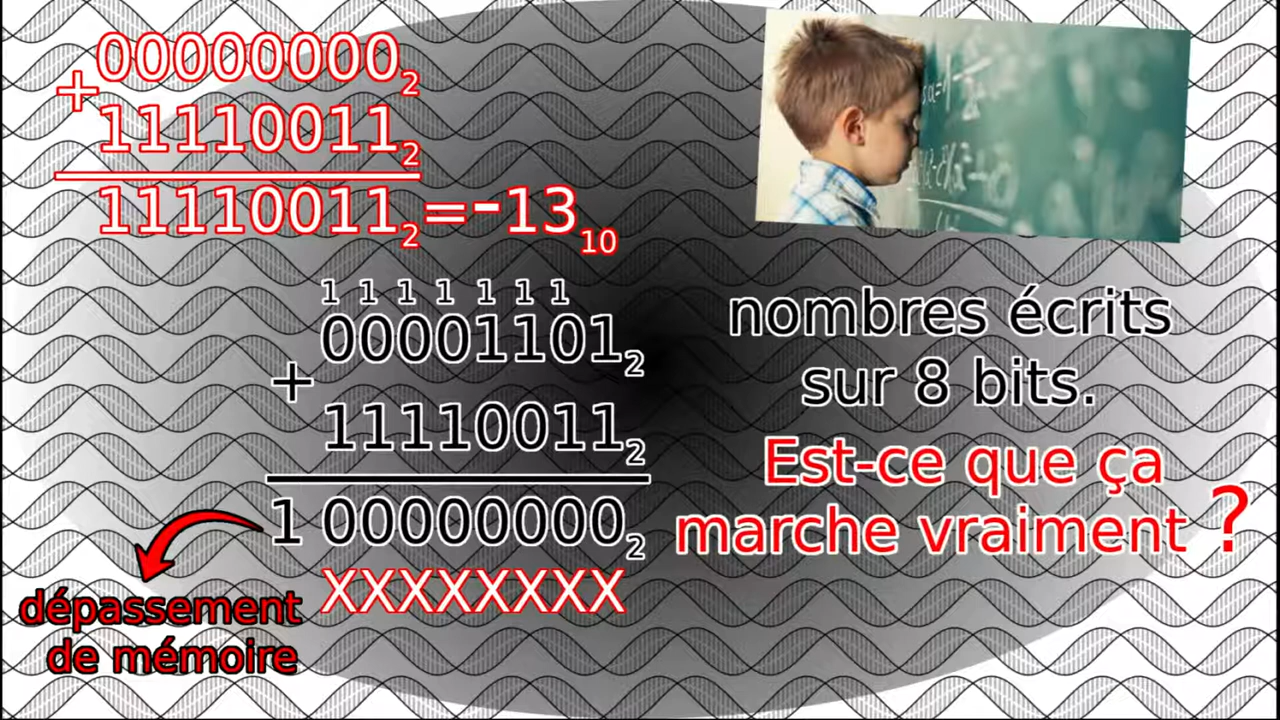 00000000₂
+
11110011₂
11110011₂=-13₁₀
1 1 1 1 1 1 1
00001101₂
+
11110011₂
1 00000000₂
XXXXXXXX
dépassement
de mémoire
nombres écrits
sur 8 bits.
Est-ce que ça
marche vraiment ?